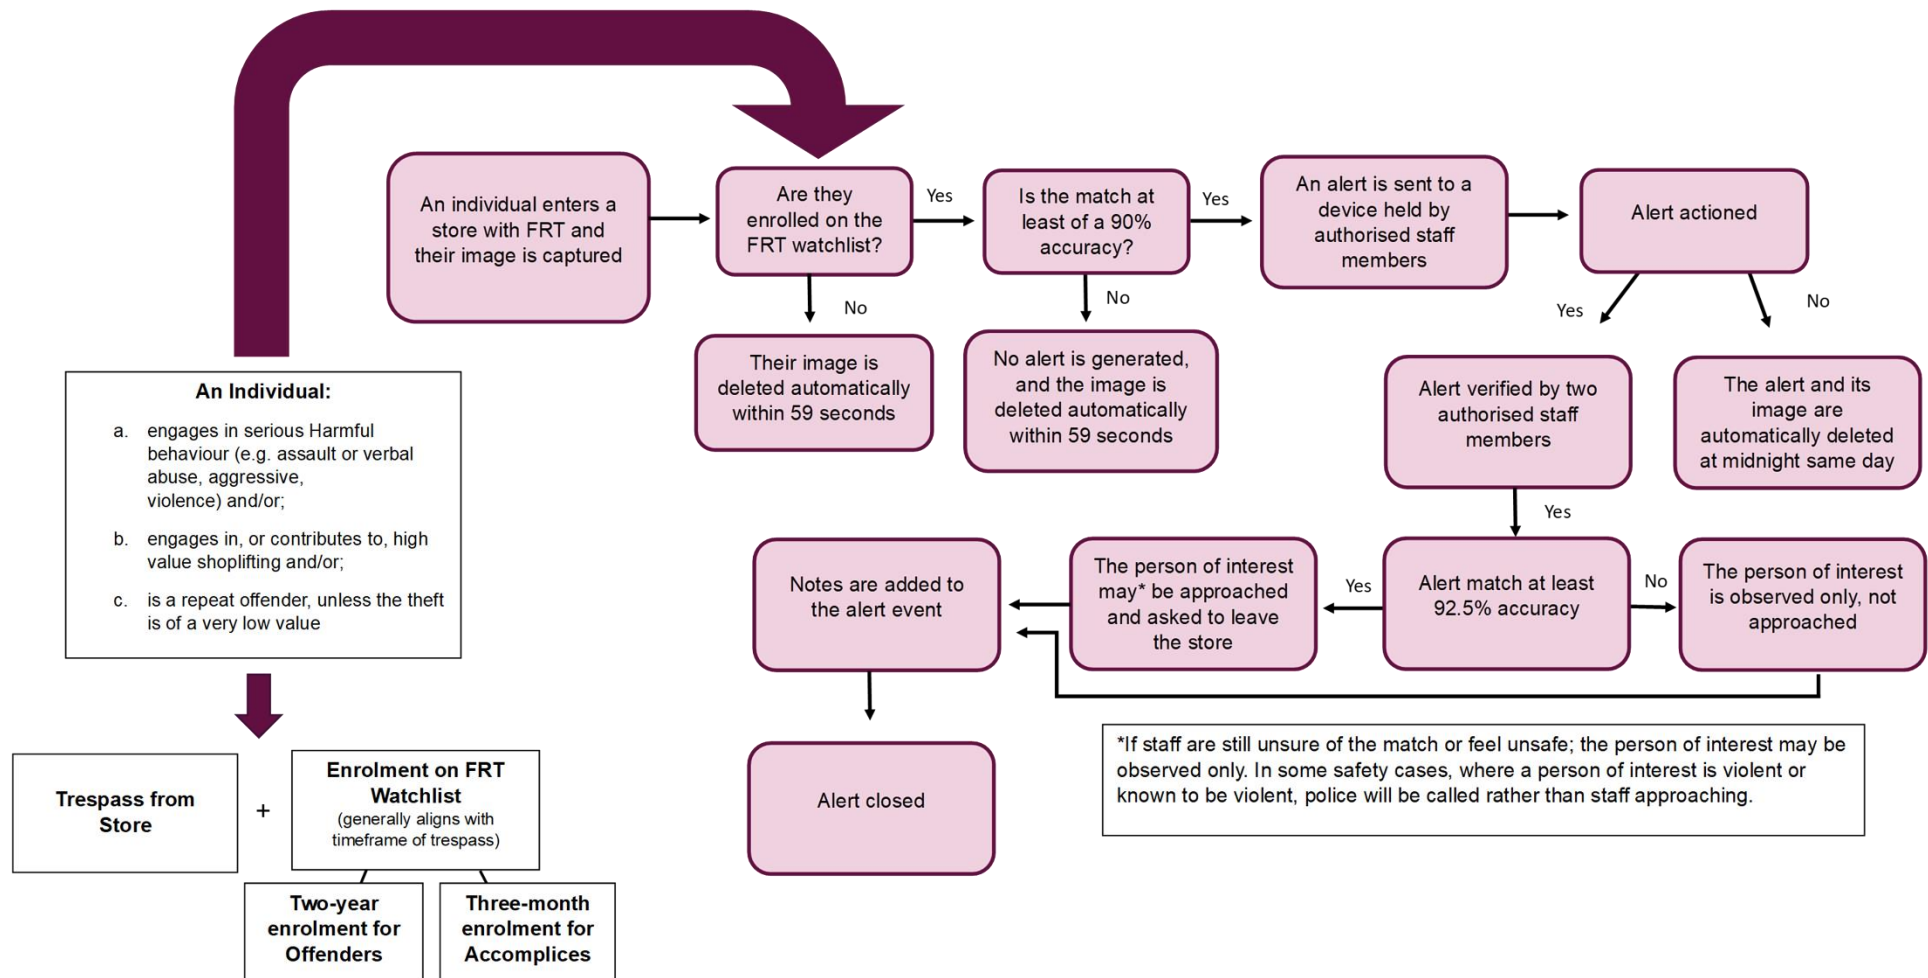 An individual enters a
store with FRT and
their image is captured
Are they
enrolled on the
FRT watchlist?
Yes
Is the match at
least of a 90%
accuracy?
Yes
An alert is sent to a
device held by
authorised staff
members
Alert actioned
No
No
Yes
No
Their image is
deleted automatically
within 59 seconds
No alert is generated,
and the image is
deleted automatically
within 59 seconds
Alert verified by two
authorised staff
members
The alert and its
image are
automatically deleted
at midnight same day
Yes
An Individual:
a. engages in serious Harmful
behaviour (e.g. assault or verbal
abuse, aggressive,
violence) and/or;
b. engages in, or contributes to, high
value shoplifting and/or;
c. is a repeat offender, unless the theft
is of a very low value
Notes are added to
the alert event
The person of interest
may* be approached
and asked to leave
the store
Yes
Alert match at least
92.5% accuracy
No
The person of interest
is observed only, not
approached
Trespass from
Store
+
Enrolment on FRT
Watchlist
(generally aligns with
timeframe of trespass)
Two-year
enrolment for
Offenders
Three-month
enrolment for
Accomplices
Alert closed
*If staff are still unsure of the match or feel unsafe; the person of interest may be
observed only. In some safety cases, where a person of interest is violent or
known to be violent, police will be called rather than staff approaching.